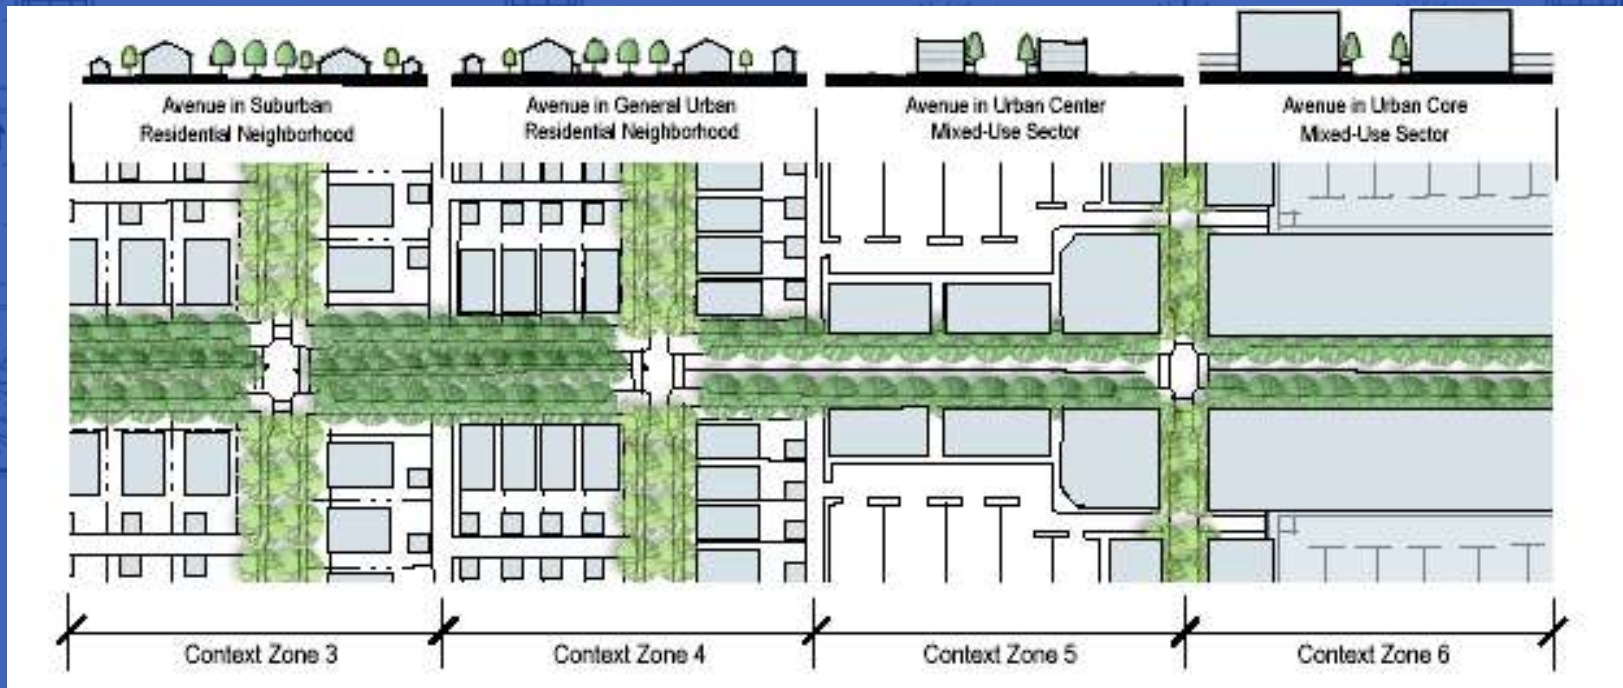 Avenue in Suburban
Residential Neighborhood
Avenue in General Urban
Residential Neighborhood
Avenue in Urban Center
Mixed-Use Sector
Avenue in Urban Core
Mixed-Use Sector
Context Zone 3
Context Zone 4
Context Zone 5
Context Zone 6